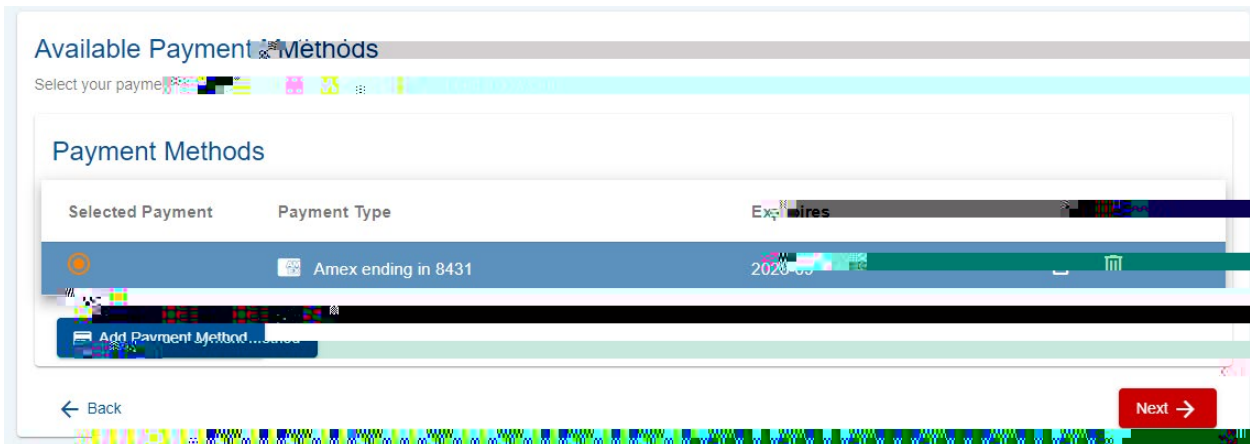 Available Payment Methods
Select your
Payment Methods
Selected Payment Payment Type Expires
Amex ending in 8431
Add Payment Method
Back Next